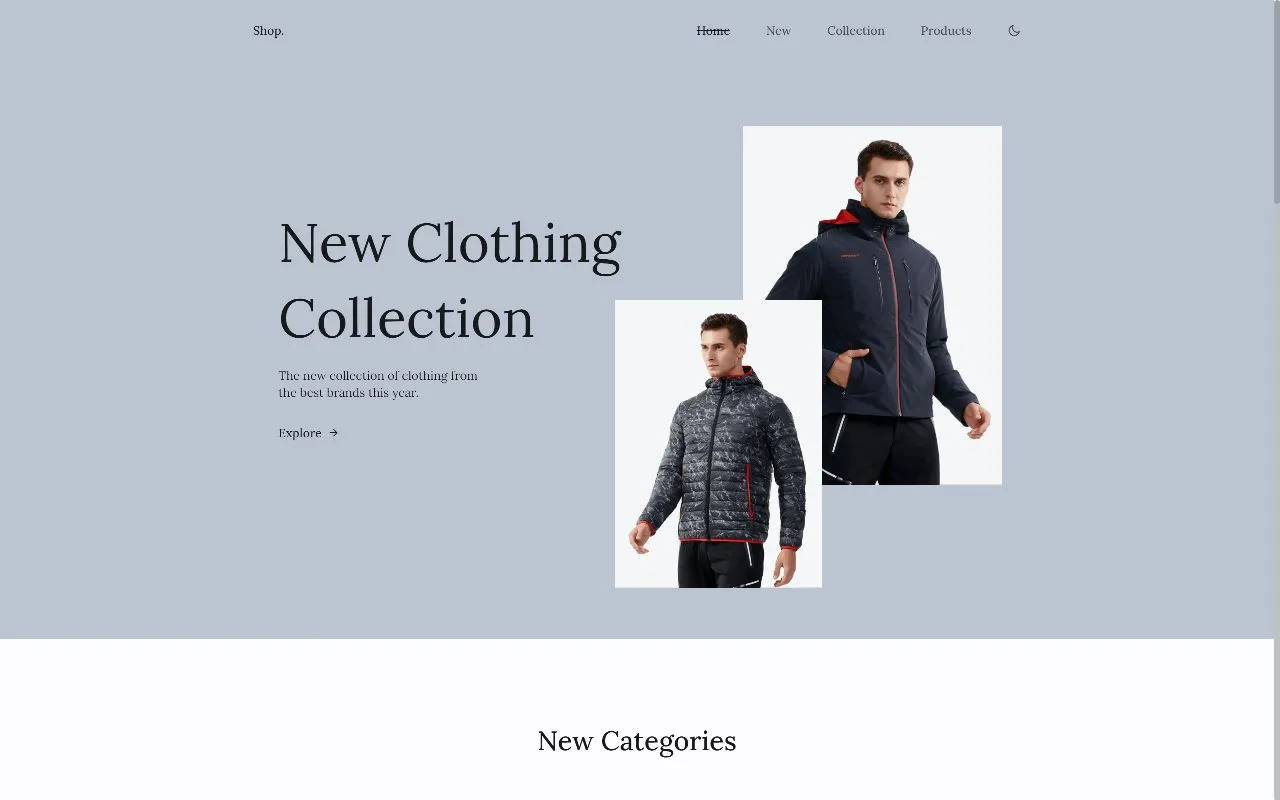 Shop.
Home
New
Collection
Products
New Clothing
Collection
The new collection of clothing from
the best brands this year.
Explore →
New Categories